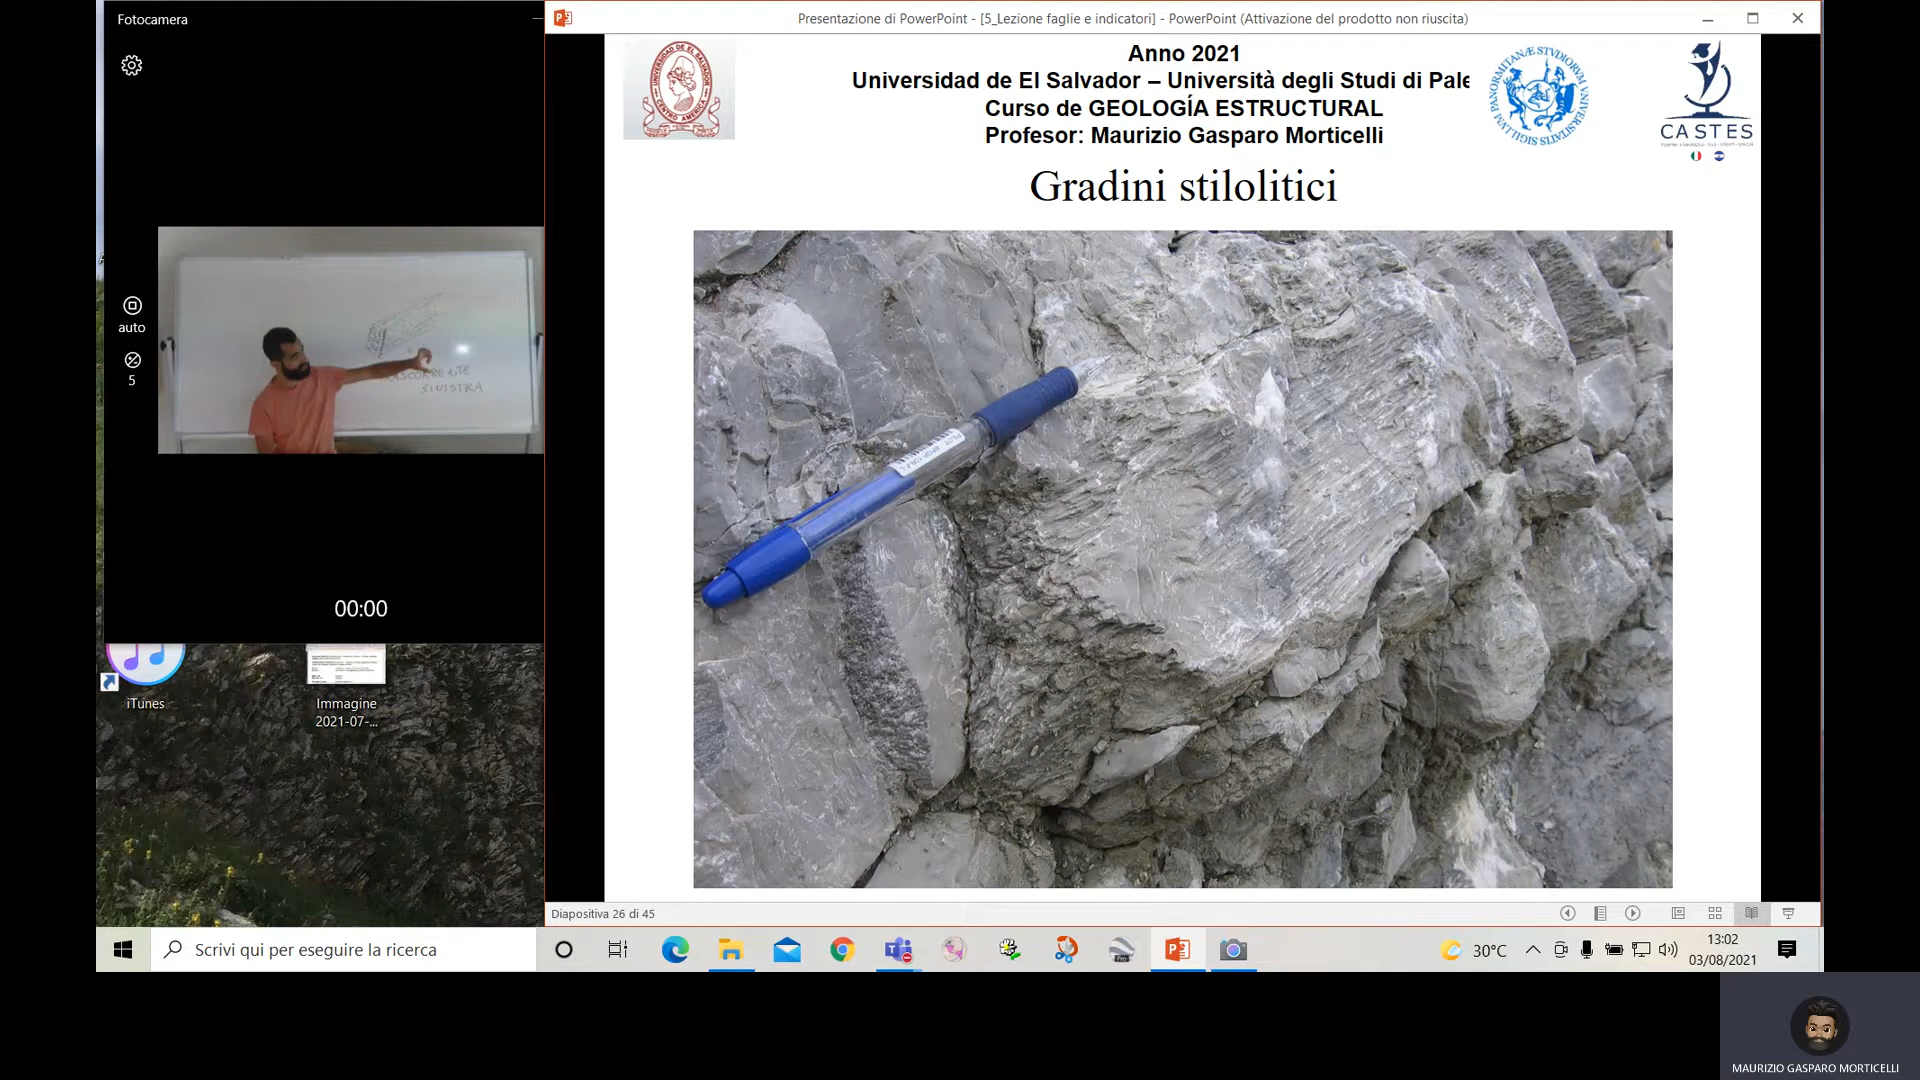 Fotocamera
auto
5
TRASCORRENTE
SINISTRA
00:00
iTunes
Immagine
2021-07-...
Presentazione di PowerPoint - [5_Lezione faglie e indicatori] - PowerPoint (Attivazione del prodotto non riuscita)
Anno 2021
Universidad de El Salvador – Università degli Studi di Pale
Curso de GEOLOGÍA ESTRUCTURAL
Profesor: Maurizio Gasparo Morticelli
CASTES
Gradini stilolitici
Diapositiva 26 di 45
Scrivi qui per eseguire la ricerca
30°C
13:02
03/08/2021
MAURIZIO GASPARO MORTICELLI